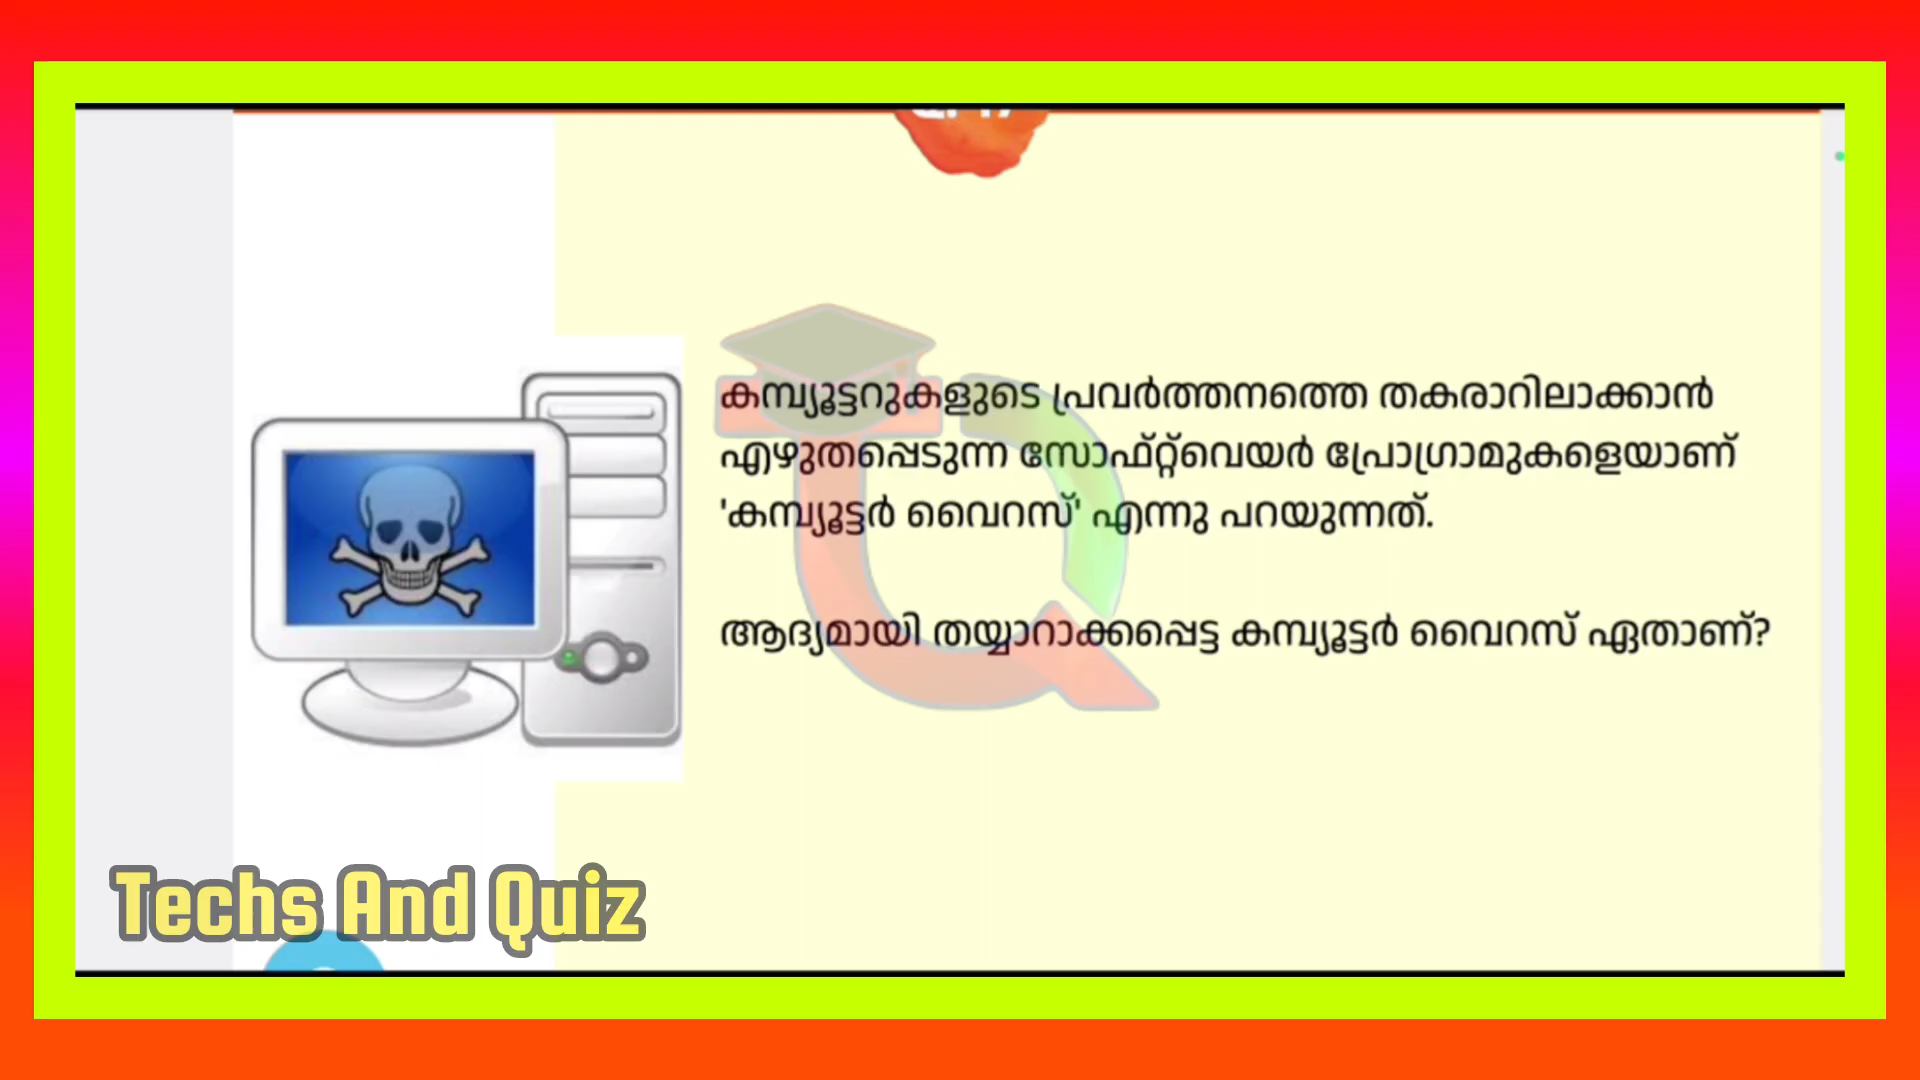 കമ്പ്യൂട്ടറുകളുടെ പ്രവർത്തനത്തെ തകരാറിലാക്കാൻ
എഴുതപ്പെടുന്ന സോഫ്റ്റ്‌വെയർ പ്രോഗ്രാമുകളെയാണ്
'കമ്പ്യൂട്ടർ വൈറസ്' എന്നു പറയുന്നത്.
ആദ്യമായി തയ്യാറാക്കപ്പെട്ട കമ്പ്യൂട്ടർ വൈറസ് ഏതാണ്?
Techs And Quiz